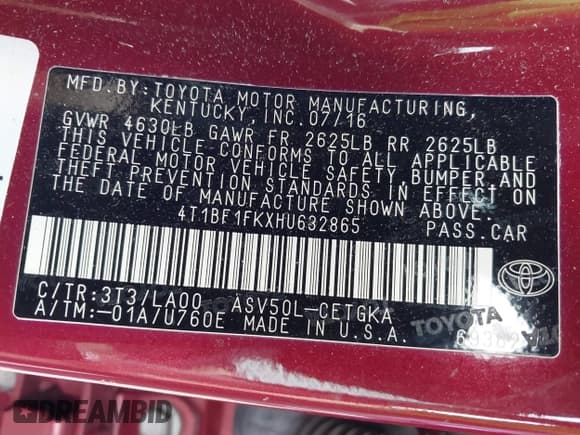 MFD.BY:TOYOTA MOTOR MANUFACTURING,
KENTUCKY, INC.07/16
GVWR 4630LB GAWR FR 2625LB RR 2625LB
THIS VEHICLE CONFORMS TO ALL APPLICABLE
FEDERAL MOTOR VEHICLE SAFETY, BUMPER AND
THEFT PREVENTION STANDARDS IN EFFECT ON
THE DATE OF MANUFACTURE SHOWN ABOVE.
4T1BF1FKXHU632865 PASS.CAR
C/TR:3T3/LA00 ASV50L-CETGKA
A/TM:-01A/U760E MADE IN U.S.A.
TOYOTA
DREAMBID